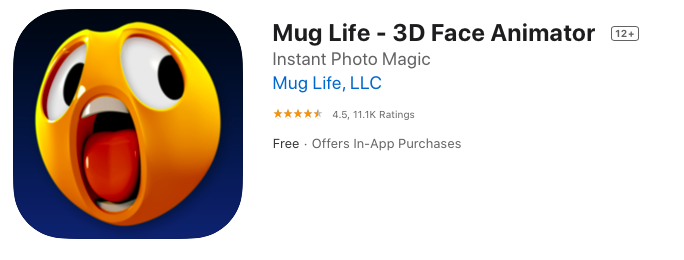 Mug Life - 3D Face Animator 12+
Instant Photo Magic
Mug Life, LLC
4.5, 11.1K Ratings
Free · Offers In-App Purchases